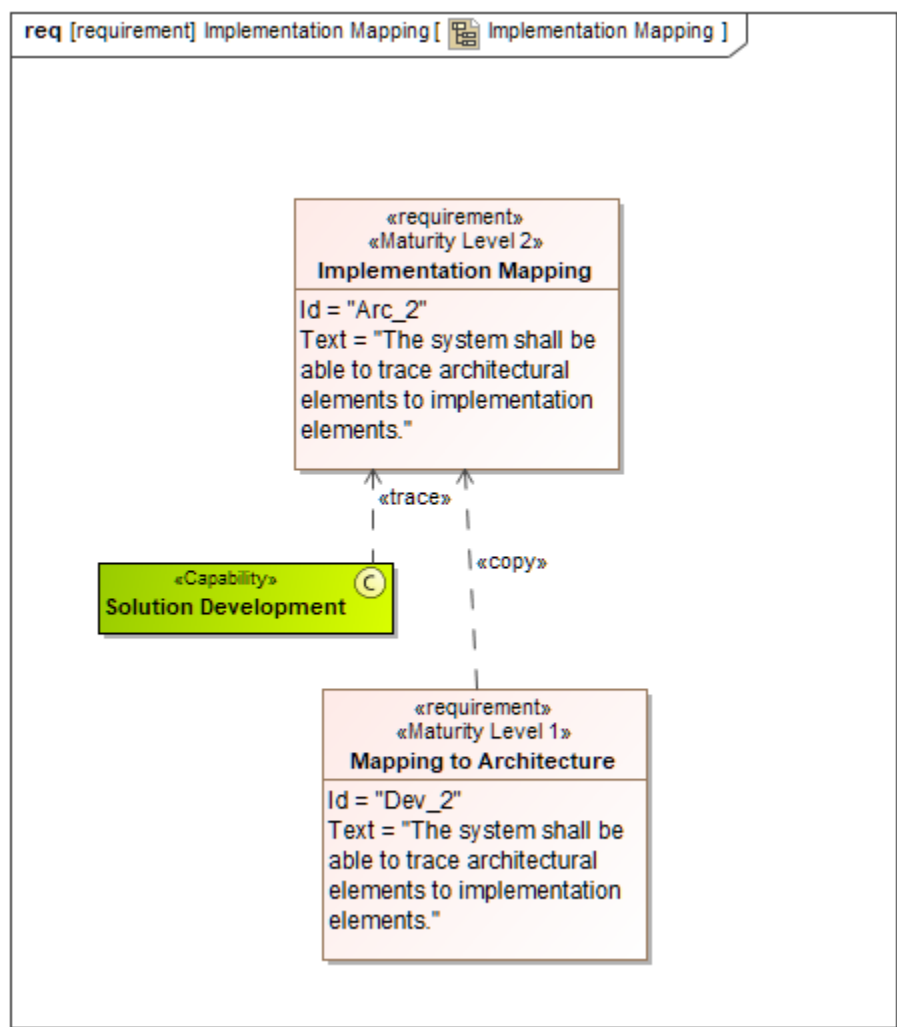 req [requirement] Implementation Mapping [ Implementation Mapping ]
«requirement»
«Maturity Level 2»
Implementation Mapping
Id = "Arc_2"
Text = "The system shall be
able to trace architectural
elements to implementation
elements."
«trace»
«copy»
«Capability»
C
Solution Development
«requirement»
«Maturity Level 1»
Mapping to Architecture
Id = "Dev_2"
Text = "The system shall be
able to trace architectural
elements to implementation
elements."